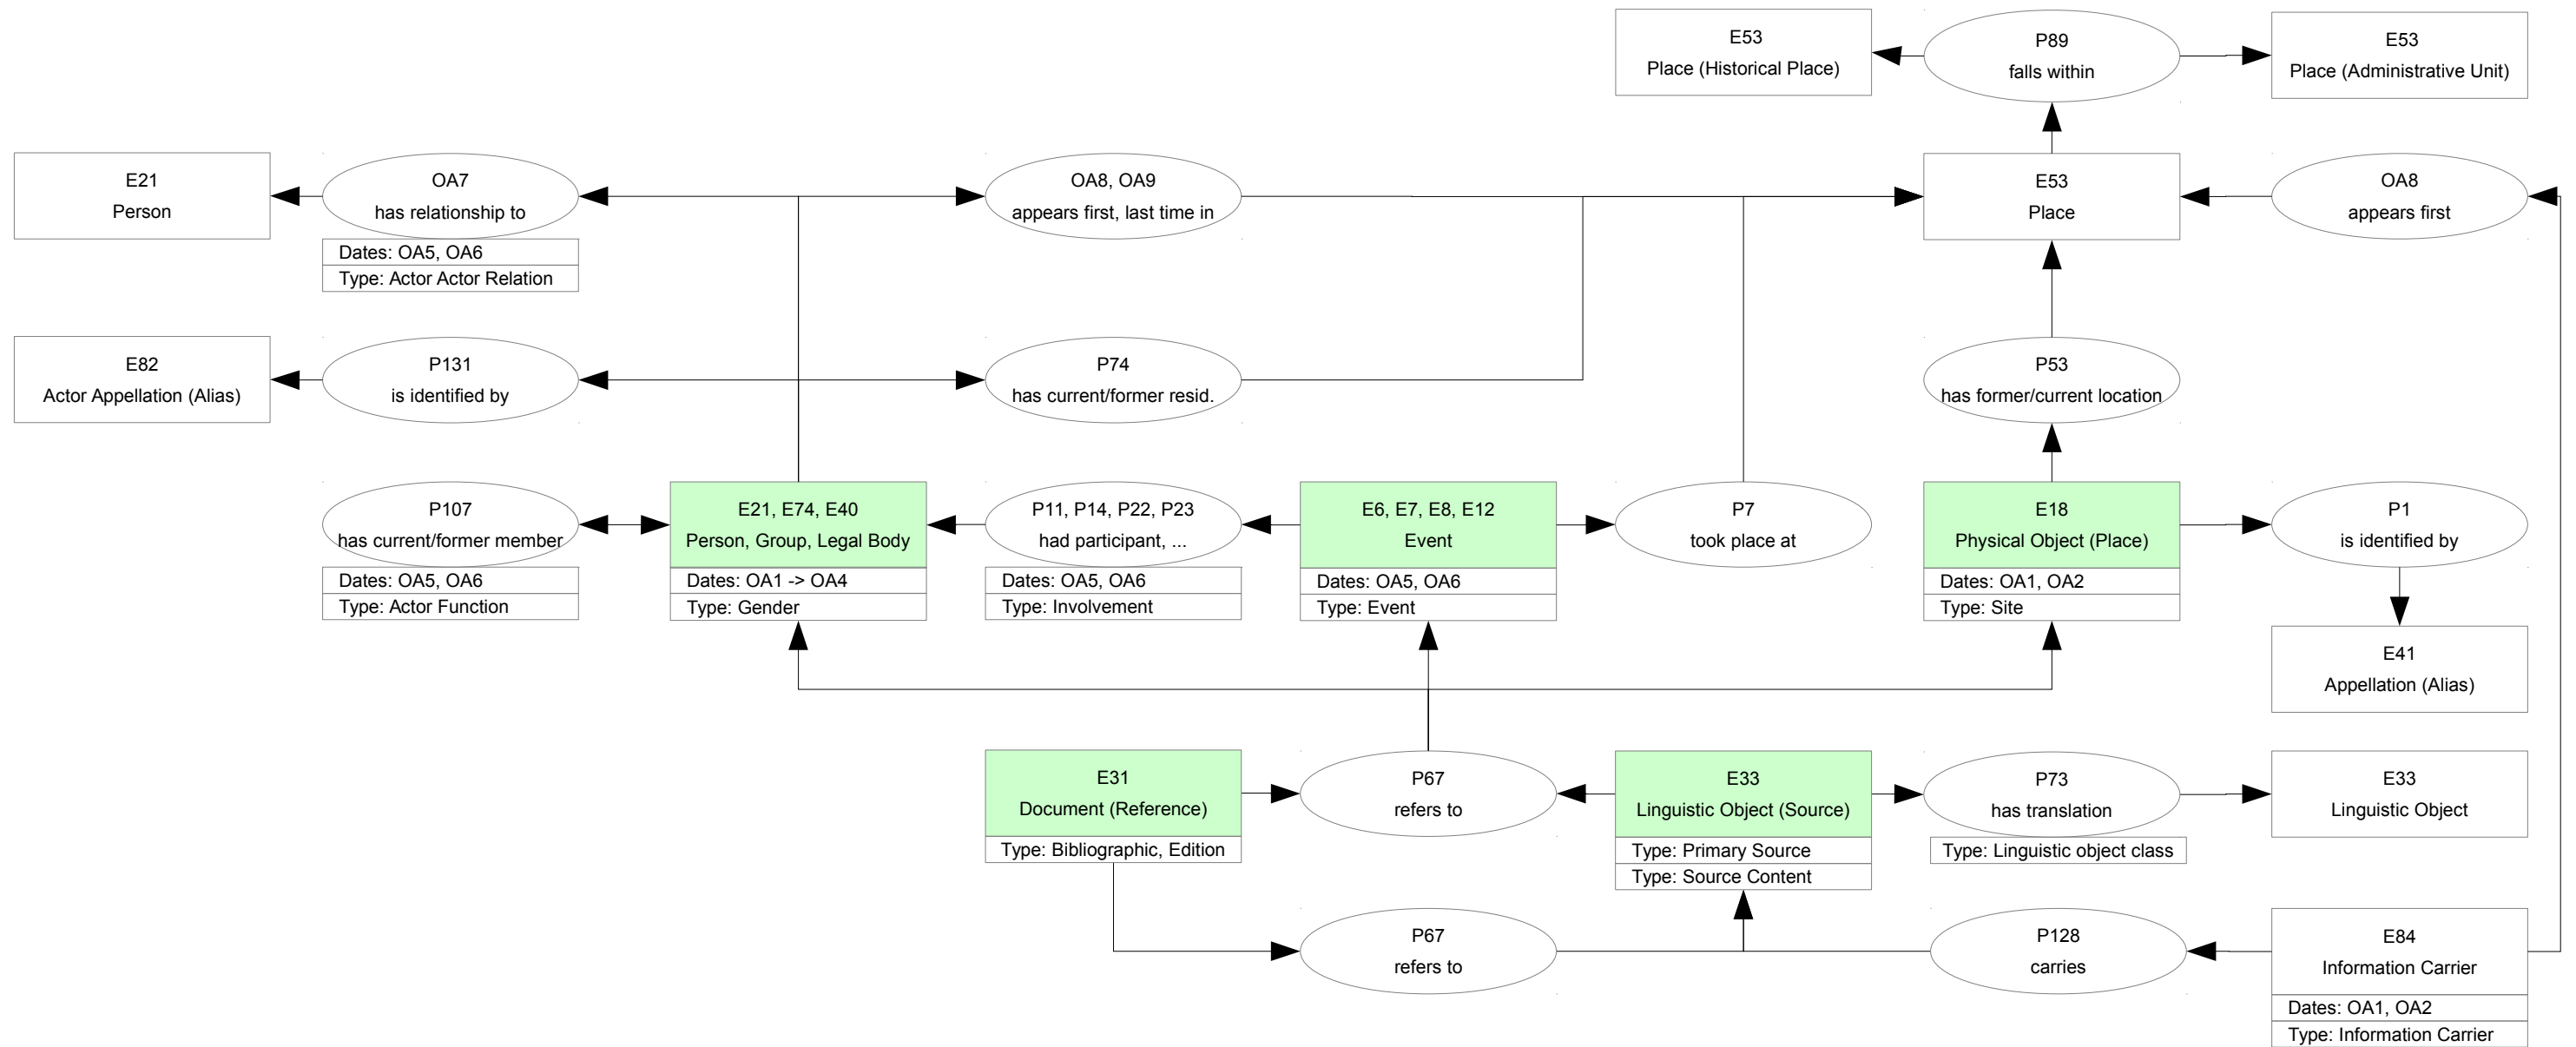 E53
Place (Historical Place)
P89
falls within
E53
Place (Administrative Unit)
E21
Person
OA7
has relationship to
Dates: OA5, OA6
Type: Actor Actor Relation
OA8, OA9
appears first, last time in
E53
Place
OA8
appears first
E82
Actor Appellation (Alias)
P131
is identified by
P74
has current/former resid.
P53
has former/current location
P107
has current/former member
Dates: OA5, OA6
Type: Actor Function
E21, E74, E40
Person, Group, Legal Body
Dates: OA1 -> OA4
Type: Gender
P11, P14, P22, P23
had participant, ...
Dates: OA5, OA6
Type: Involvement
E6, E7, E8, E12
Event
Dates: OA5, OA6
Type: Event
P7
took place at
E18
Physical Object (Place)
Dates: OA1, OA2
Type: Site
P1
is identified by
E41
Appellation (Alias)
E31
Document (Reference)
Type: Bibliographic, Edition
P67
refers to
E33
Linguistic Object (Source)
Type: Primary Source
Type: Source Content
P73
has translation
Type: Linguistic object class
E33
Linguistic Object
P67
refers to
P128
carries
E84
Information Carrier
Dates: OA1, OA2
Type: Information Carrier